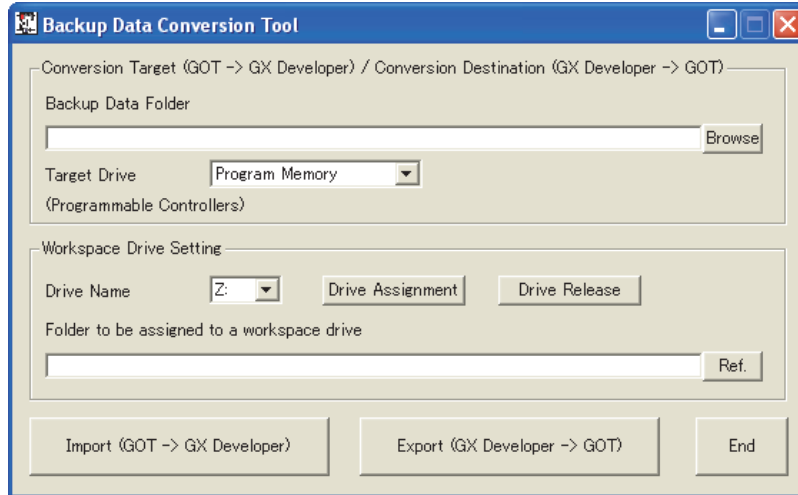 Backup Data Conversion Tool
Conversion Target (GOT -> GX Developer) / Conversion Destination (GX Developer -> GOT)
Backup Data Folder
Browse
Target Drive Program Memory
(Programmable Controllers)
Workspace Drive Setting
Drive Name Z: Drive Assignment Drive Release
Folder to be assigned to a workspace drive
Ref.
Import (GOT -> GX Developer) Export (GX Developer -> GOT) End